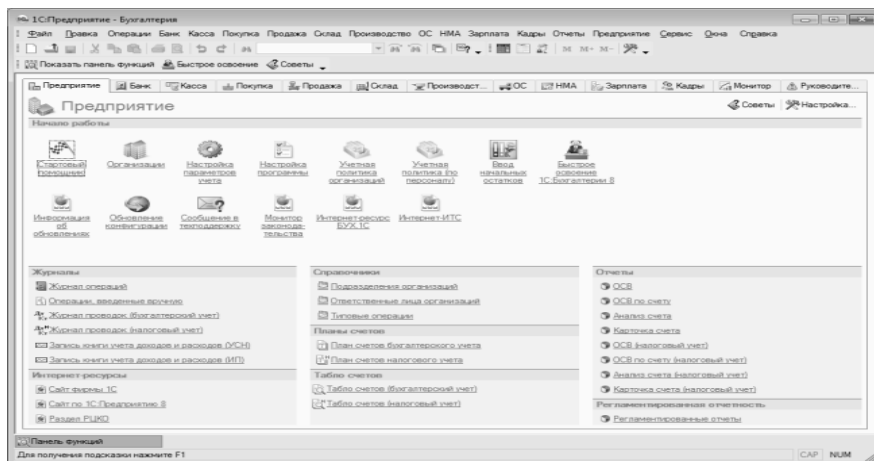 1С:Предприятие - Бухгалтерия
Файл Правка Операции Банк Касса Покупка Продажа Склад Производство ОС НМА Зарплата Кадры Отчеты Предприятие Сервис Окна Справка
M M+ M-
Показать панель функций Быстрое освоение Советы
Предприятие Банк Касса Покупка Продажа Склад Производст... ОС НМА Зарплата Кадры Монитор Руководите...
Предприятие Советы Настройка...
Начало работы
Стартовый помощник
Организации
Настройка параметров учета
Настройка программы
Учетная политика организаций
Учетная политика (по персоналу)
Ввод начальных остатков
Быстрое освоение 1С:Бухгалтерии 8
Информация об обновлениях
Обновление конфигурации
Сообщение в техподдержку
Монитор законода-тельства
Интернет-ресурс БУХ.1С
Интернет-ИТС
Журналы
Журнал операций
Операции, введенные вручную
Журнал проводок (бухгалтерский учет)
Журнал проводок (налоговый учет)
Запись книги учета доходов и расходов (УСН)
Запись книги учета доходов и расходов (ИП)
Интернет-ресурсы
Сайт фирмы 1С
Сайт по 1С:Предприятию 8
Раздел РЦКО
Справочники
Подразделения организаций
Ответственные лица организаций
Типовые операции
Планы счетов
План счетов бухгалтерского учета
План счетов налогового учета
Табло счетов
Табло счетов (бухгалтерский учет)
Табло счетов (налоговый учет)
Отчеты
ОСВ
ОСВ по счету
Анализ счета
Карточка счета
ОСВ (налоговый учет)
ОСВ по счету (налоговый учет)
Анализ счета (налоговый учет)
Карточка счета (налоговый учет)
Регламентированная отчетность
Регламентированные отчеты
Панель функций
Для получения подсказки нажмите F1 CAP NUM